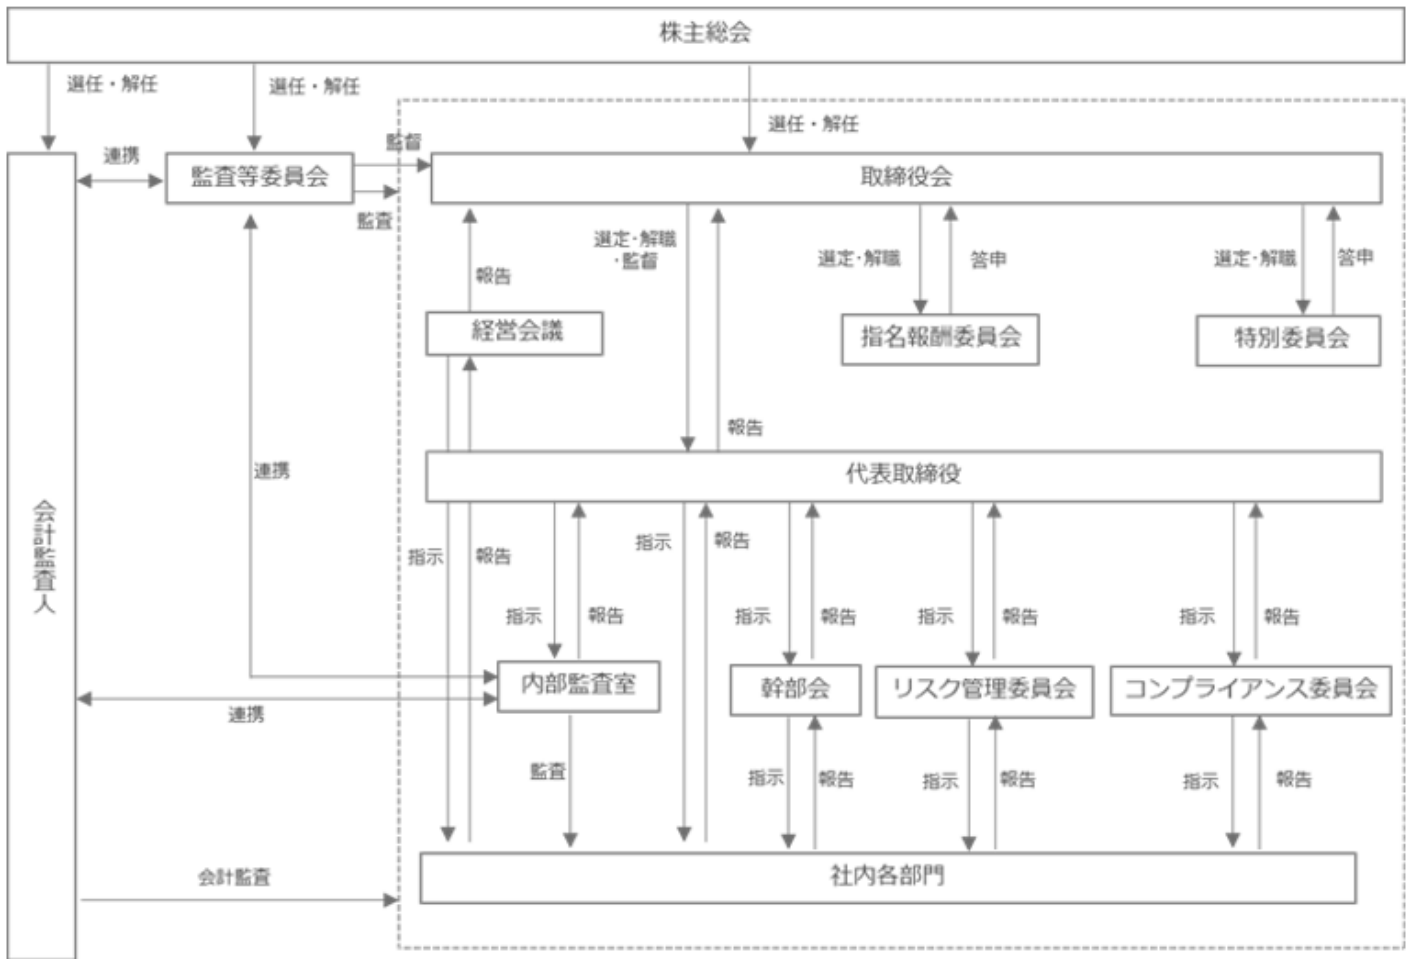 株主総会
選任・解任
選任・解任
選任・解任
連携
監査等委員会
監督
監査
取締役会
報告
選定・解職
・監督
選定・解職
答申
選定・解職
答申
経営会議
指名報酬委員会
特別委員会
報告
連携
代表取締役
会計監査人
指示
報告
指示
報告
指示
報告
指示
報告
指示
報告
指示
報告
内部監査室
幹部会
リスク管理委員会
コンプライアンス委員会
連携
監査
指示
報告
指示
報告
指示
報告
会計監査
社内各部門